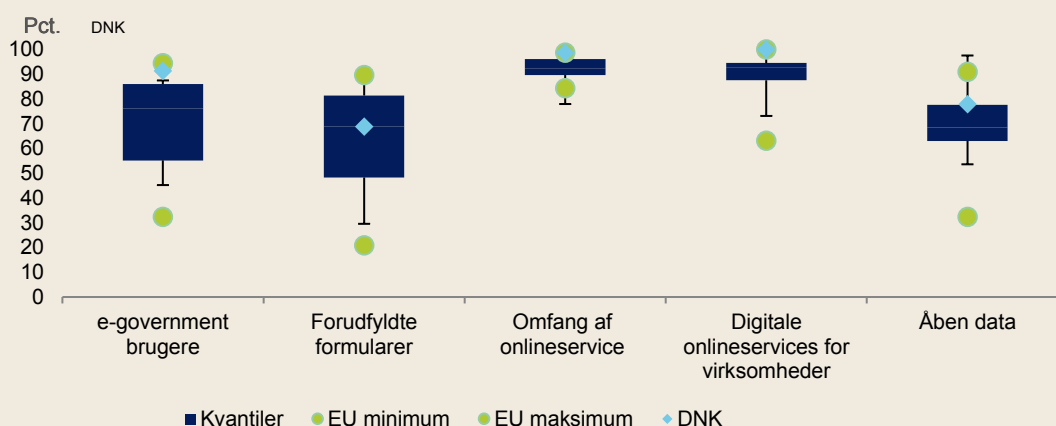 Pct. DNK
100
90
80
70
60
50
40
30
20
10
0
e-government
brugere
Forudfyldte
formularer
Omfang af
onlineservice
Digitale
onlineservices for
virksomheder
Åben data
Kvantiler EU minimum EU maksimum DNK